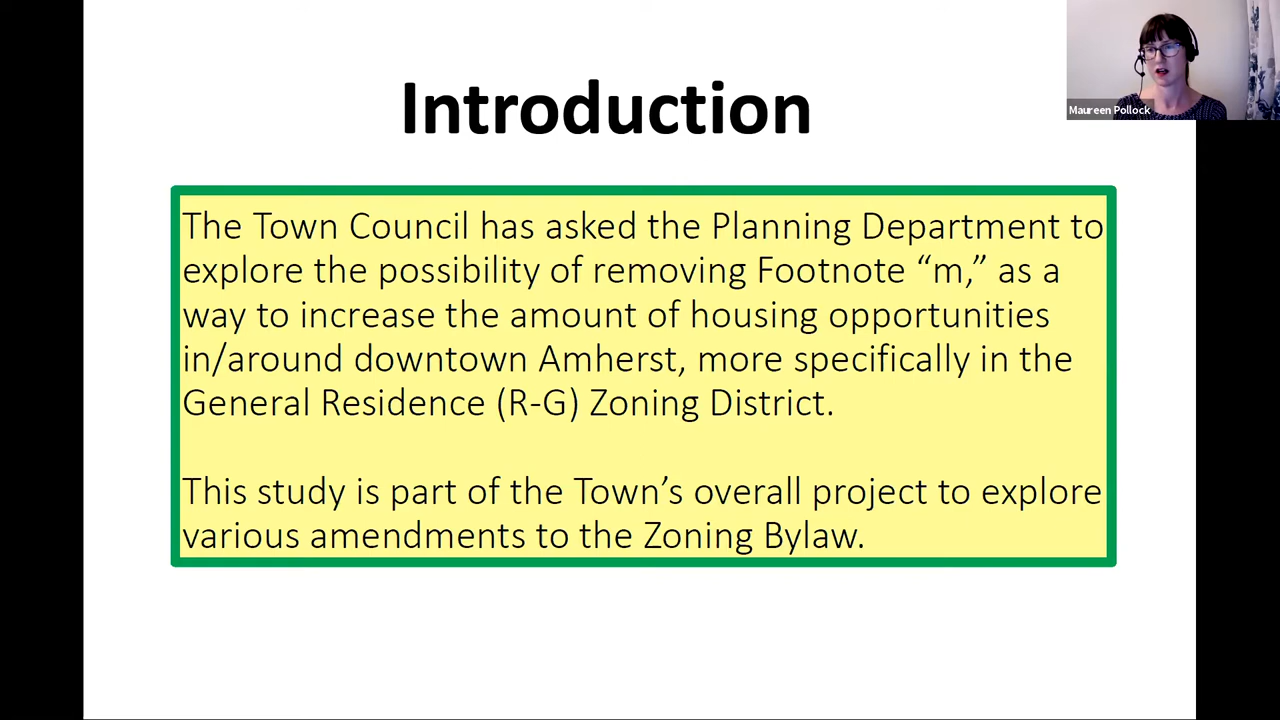 Introduction
Maureen Pollock
The Town Council has asked the Planning Department to
explore the possibility of removing Footnote “m,” as a
way to increase the amount of housing opportunities
in/around downtown Amherst, more specifically in the
General Residence (R-G) Zoning District.
This study is part of the Town’s overall project to explore
various amendments to the Zoning Bylaw.